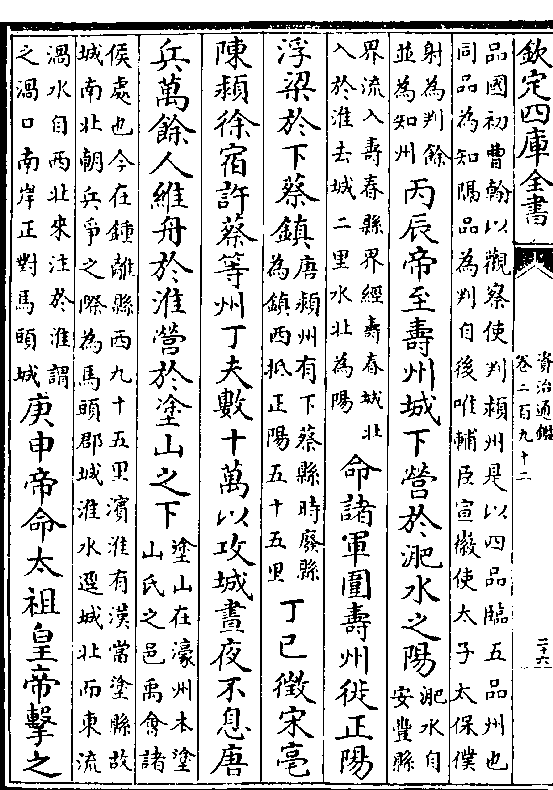 欽定四庫全書
資治通鑑
卷二百九十二
二十六
品國初曹翰以觀察使判潁州是以四品臨五品州也
同品為知隔品為判自後唯輔臣宣徽使太子太保僕
射為判餘
並為知州
丙辰帝至壽州城下營於淝水之陽
淝水自
安豐縣
界流入壽春縣界經壽春城北
入於淮去城二里水北為陽
命諸軍圍壽州徙正陽
浮梁於下蔡鎮
唐潁州有下蔡縣時廢縣
為鎮西抵正陽五十五里
丁巳徵宋亳
陳潁徐宿許蔡等州丁夫數十萬以攻城晝夜不息唐
兵萬餘人維舟於淮營於塗山之下
塗山在濠州本塗
山氏之邑禹會諸
侯處也今在鍾離縣西九十五里濱淮有漢當塗縣故
城南北朝兵爭之際為馬頭郡城淮水遶城北而東流
渦水自西北來注於淮謂
之渦口南岸正對馬頭城
庚申帝命太祖皇帝擊之